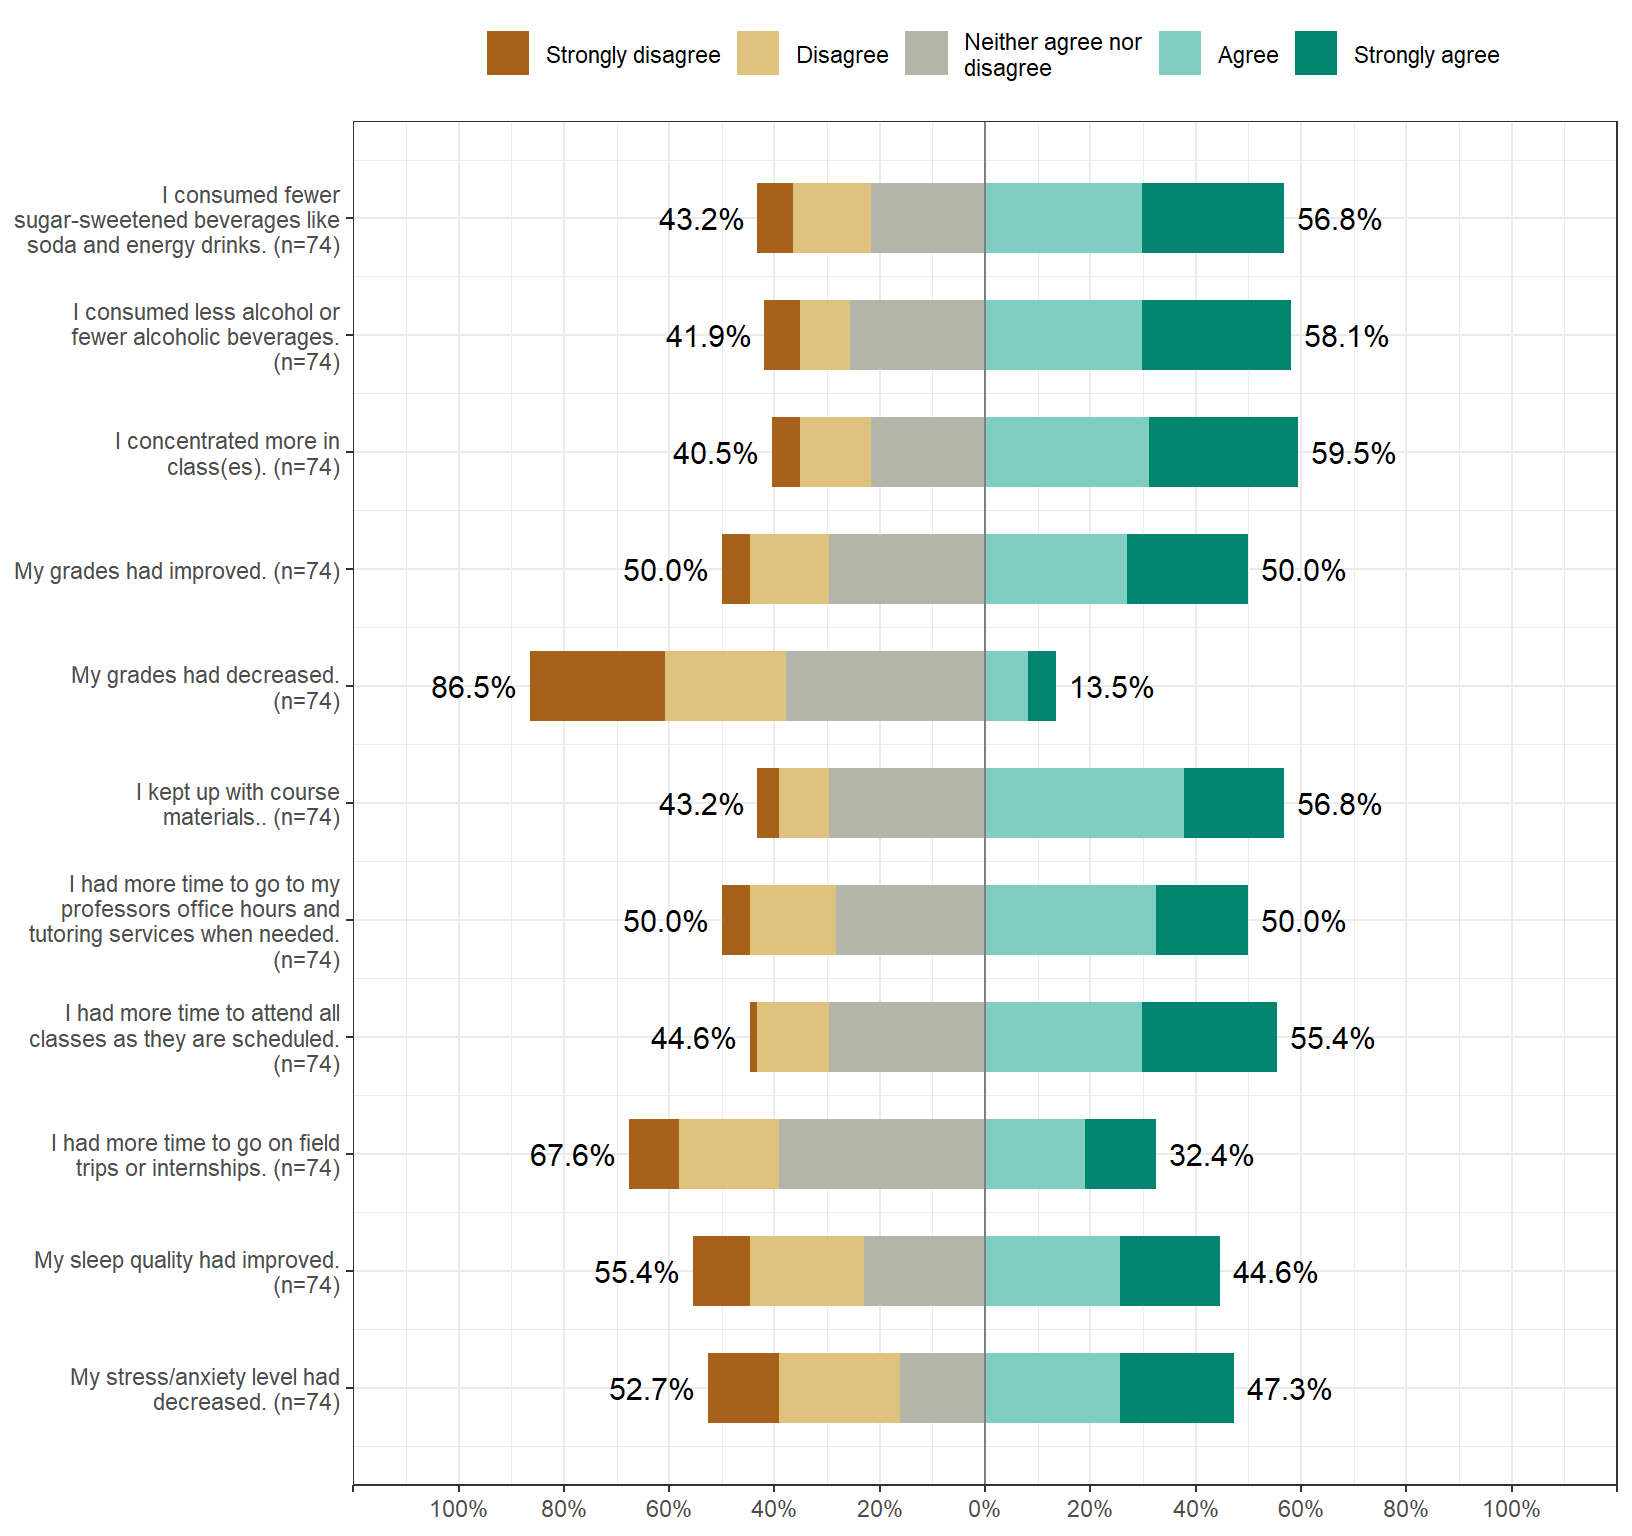 Strongly disagree
Disagree
Neither agree nor
disagree
Agree
Strongly agree
I consumed fewer
sugar-sweetened beverages like
soda and energy drinks. (n=74)
43.2%
56.8%
I consumed less alcohol or
fewer alcoholic beverages.
(n=74)
41.9%
58.1%
I concentrated more in
class(es). (n=74)
40.5%
59.5%
My grades had improved. (n=74)
50.0%
50.0%
My grades had decreased.
(n=74)
86.5%
13.5%
I kept up with course
materials.. (n=74)
43.2%
56.8%
I had more time to go to my
professors office hours and
tutoring services when needed.
(n=74)
50.0%
50.0%
I had more time to attend all
classes as they are scheduled.
(n=74)
44.6%
55.4%
I had more time to go on field
trips or internships. (n=74)
67.6%
32.4%
My sleep quality had improved.
(n=74)
55.4%
44.6%
My stress/anxiety level had
decreased. (n=74)
52.7%
47.3%
100% 80% 60% 40% 20% 0% 20% 40% 60% 80% 100%